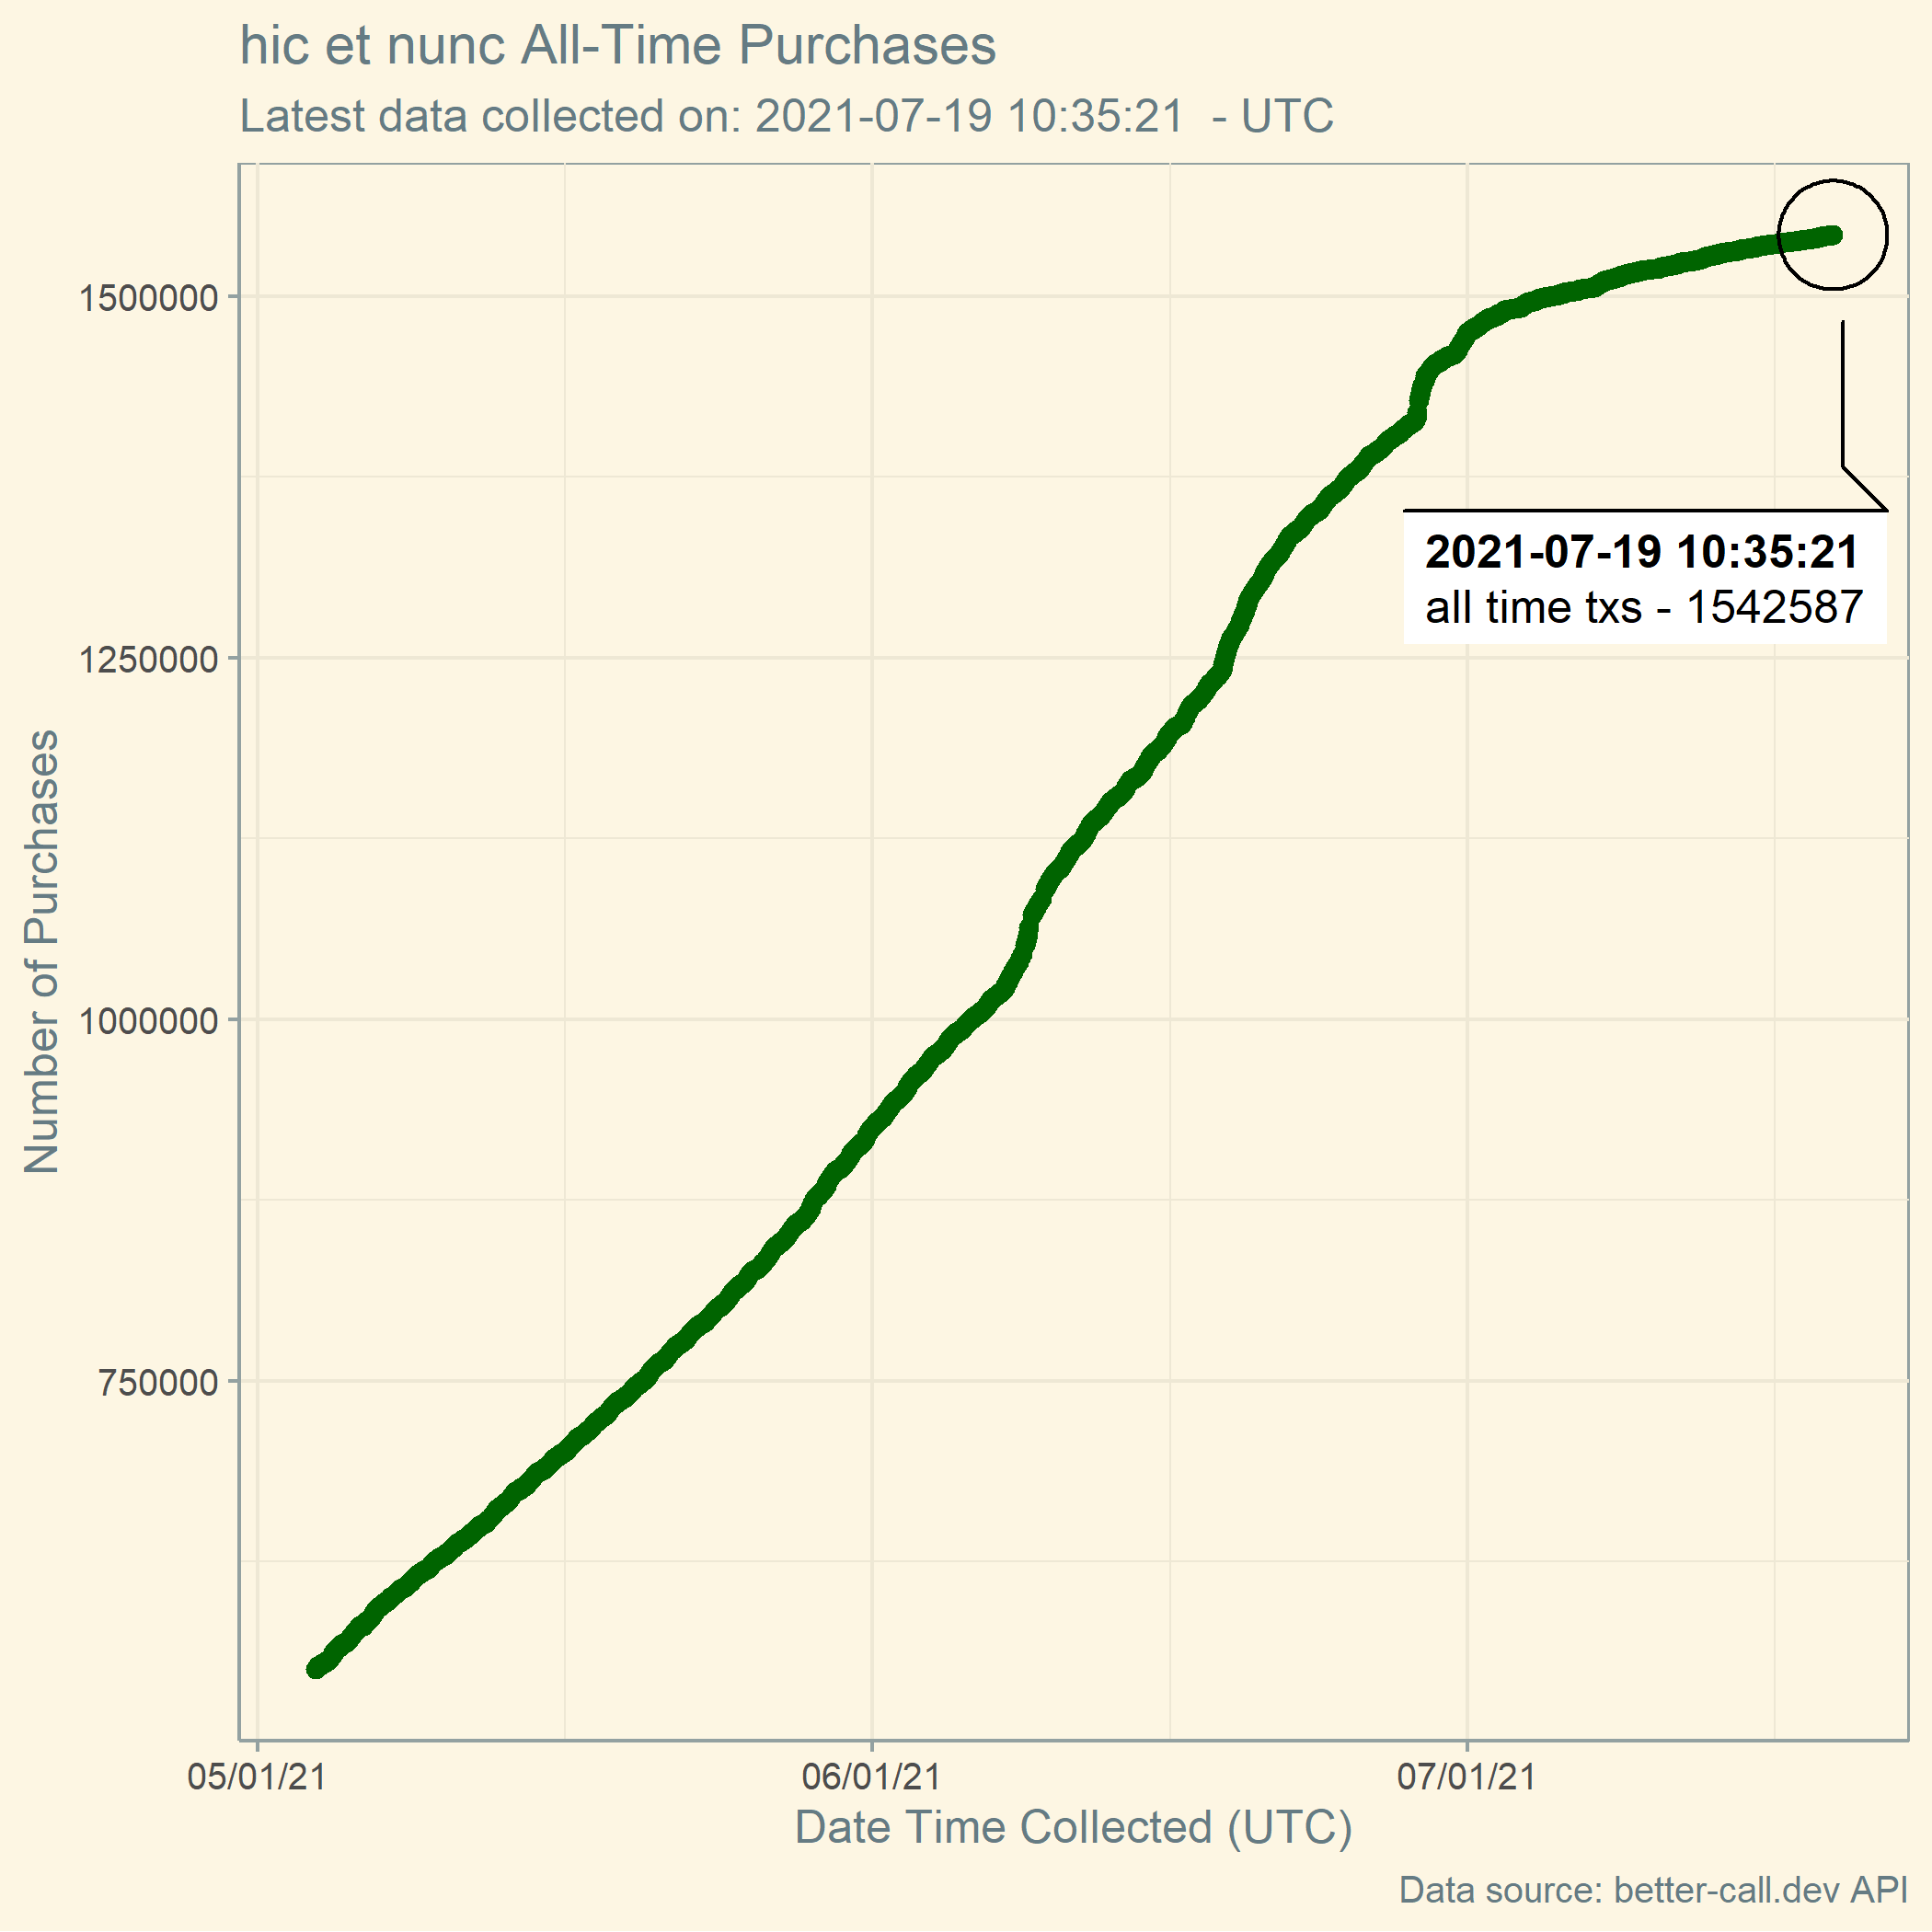 hic et nunc All-Time Purchases
Latest data collected on: 2021-07-19 10:35:21  - UTC
1500000
1250000
1000000
750000
Number of Purchases
2021-07-19 10:35:21
all time txs - 1542587
05/01/21
06/01/21
07/01/21
Date Time Collected (UTC)
Data source: better-call.dev API